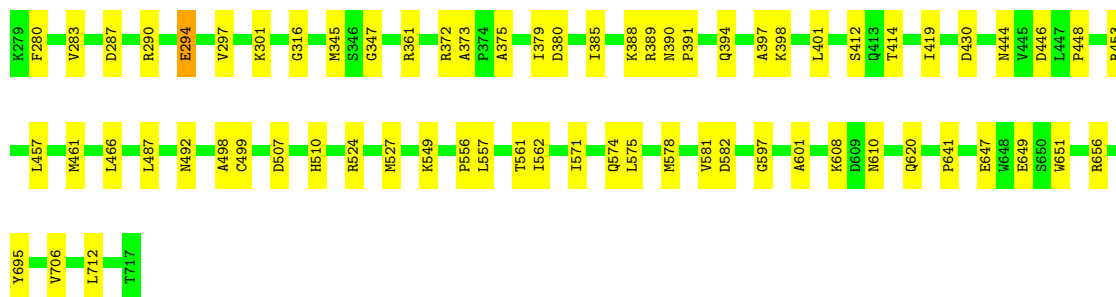 K279 F280 V283 D287 R290 E294 V297 K301 G316 M345 S346 G347 R361 R372 A373 P374 A375 I379 D380 I385 K388 R389 N390 P391 Q394 A397 K398 L401 S412 Q413 T414 I419 D430 N444 V445 D446 L447 P448
L457 M461 L466 L487 N492 A498 C499 D507 H510 R524 M527 K549 P556 L557 T561 I562 I571 Q574 L575 M578 V581 D582 G597 A601 K608 D609 N610 Q620 P641 E647 W648 E649 S650 W651 R656
Y695 V706 L712 T717